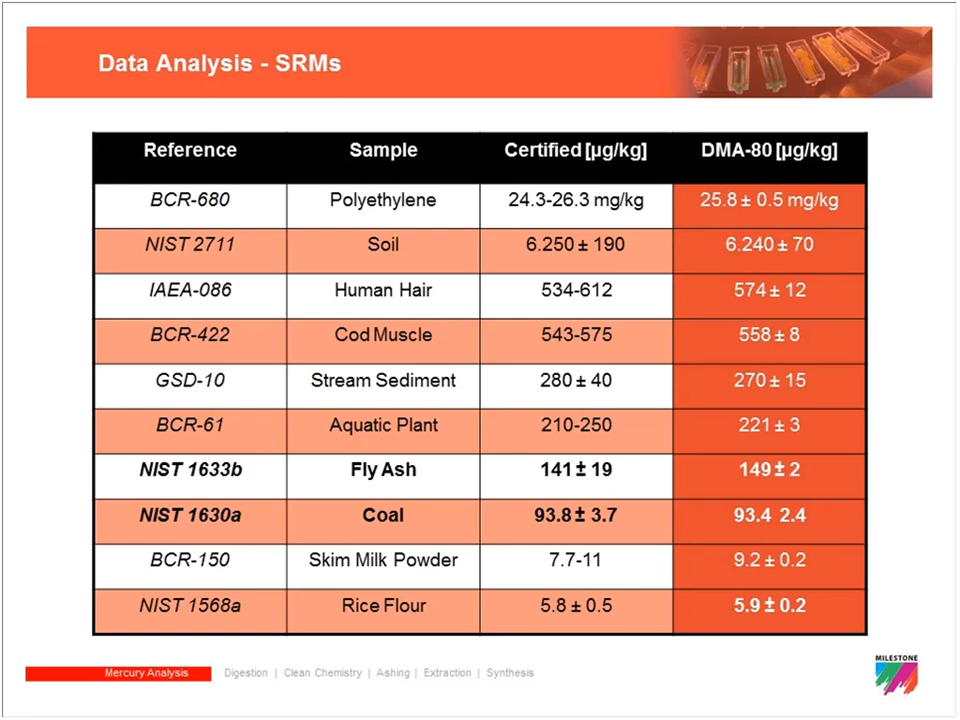 Data Analysis - SRMs
Reference Sample Certified [µg/kg] DMA-80 [µg/kg]
BCR-680 Polyethylene 24.3-26.3 mg/kg 25.8 ± 0.5 mg/kg
NIST 2711 Soil 6.250 ± 190 6.240 ± 70
IAEA-086 Human Hair 534-612 574 ± 12
BCR-422 Cod Muscle 543-575 558 ± 8
GSD-10 Stream Sediment 280 ± 40 270 ± 15
BCR-61 Aquatic Plant 210-250 221 ± 3
NIST 1633b Fly Ash 141 ± 19 149 ± 2
NIST 1630a Coal 93.8 ± 3.7 93.4 2.4
BCR-150 Skim Milk Powder 7.7-11 9.2 ± 0.2
NIST 1568a Rice Flour 5.8 ± 0.5 5.9 ± 0.2
Mercury Analysis Digestion | Clean Chemistry | Ashing | Extraction | Synthesis
MILESTONE